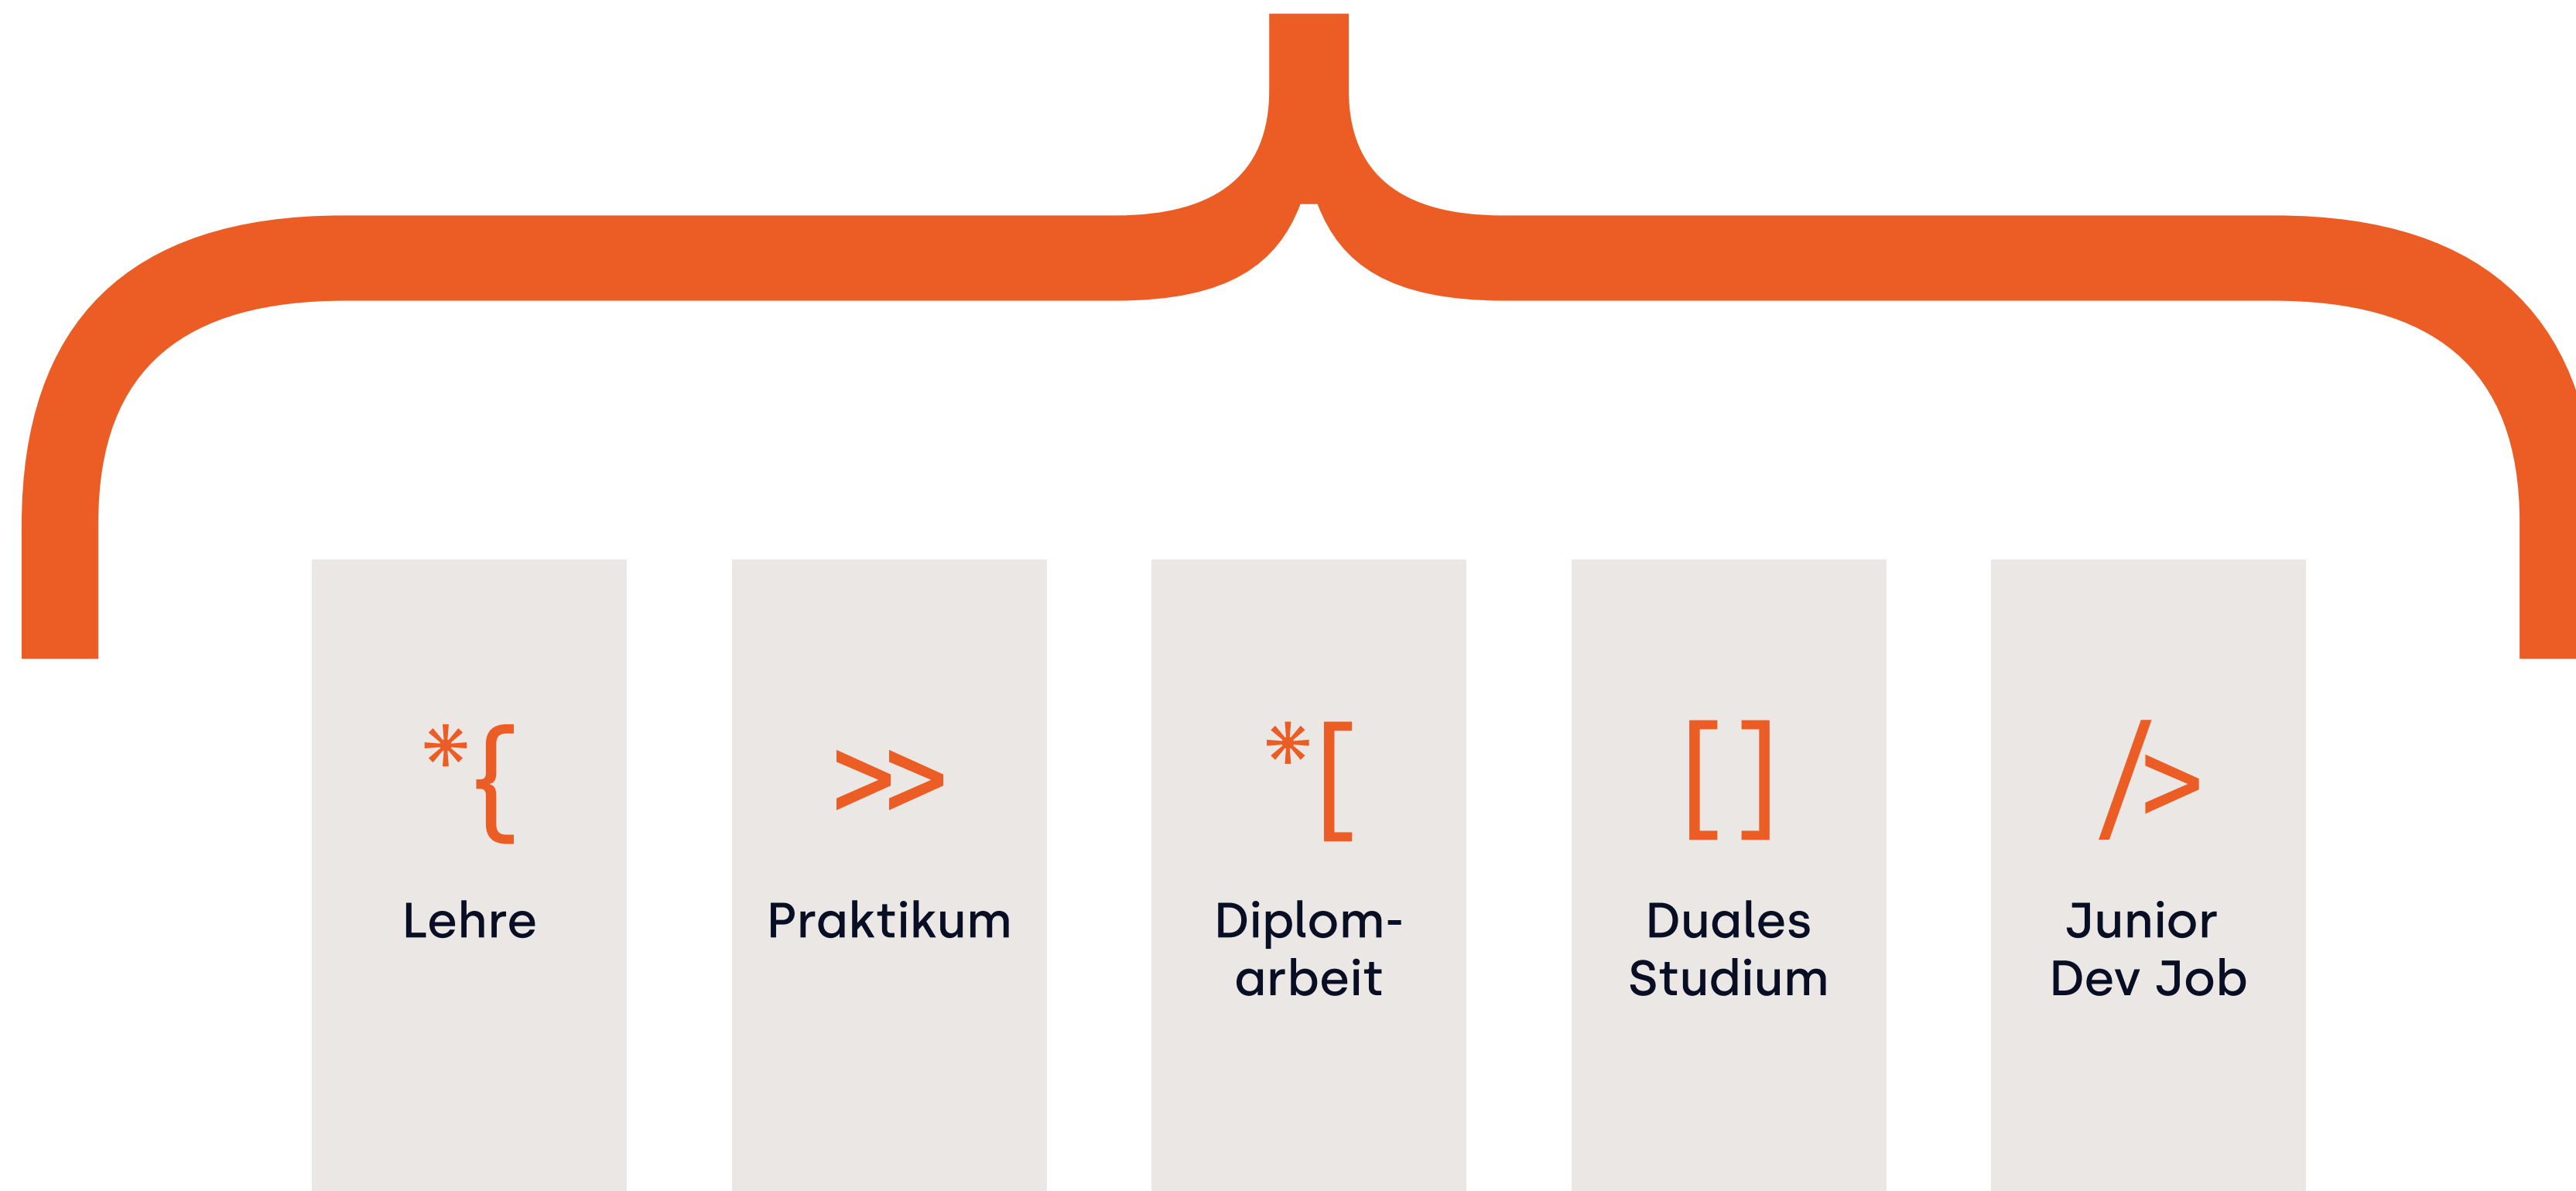 *{
>>
*[
[ ]
/>
Lehre
Praktikum
Diplom-
arbeit
Duales
Studium
Junior
Dev Job